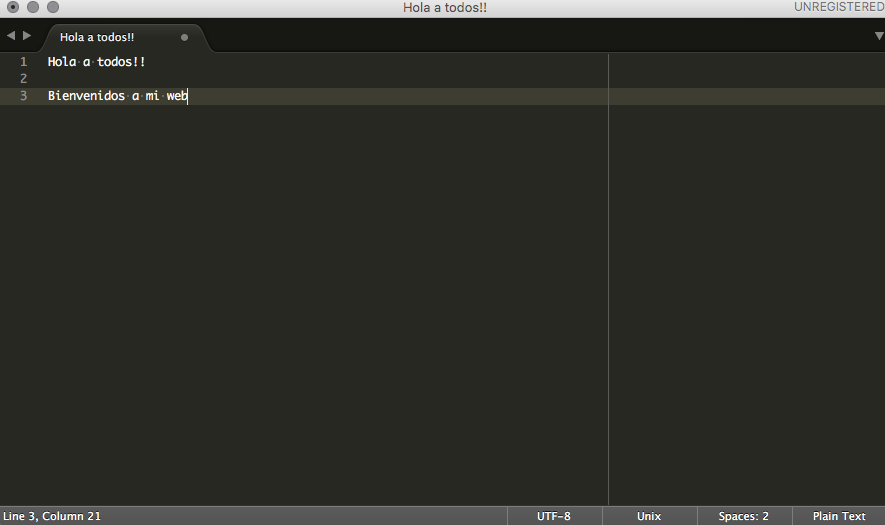 Hola a todos!!
UNREGISTERED
Hola a todos!!
1 Hola a todos!!
2
3 Bienvenidos a mi web
Line 3, Column 21
UTF-8
Unix
Spaces: 2
Plain Text